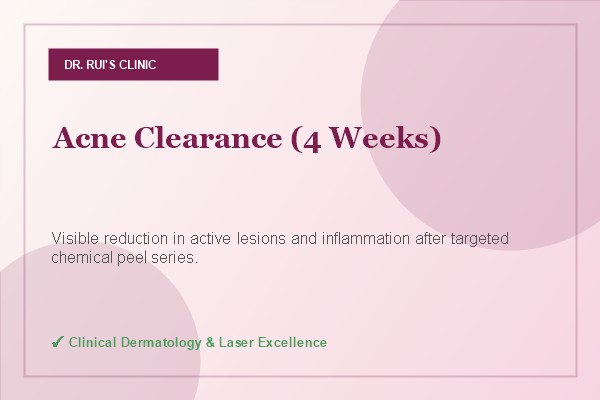 DR. RUI'S CLINIC
Acne Clearance (4 Weeks)
Visible reduction in active lesions and inflammation after targeted
chemical peel series.
✓ Clinical Dermatology & Laser Excellence